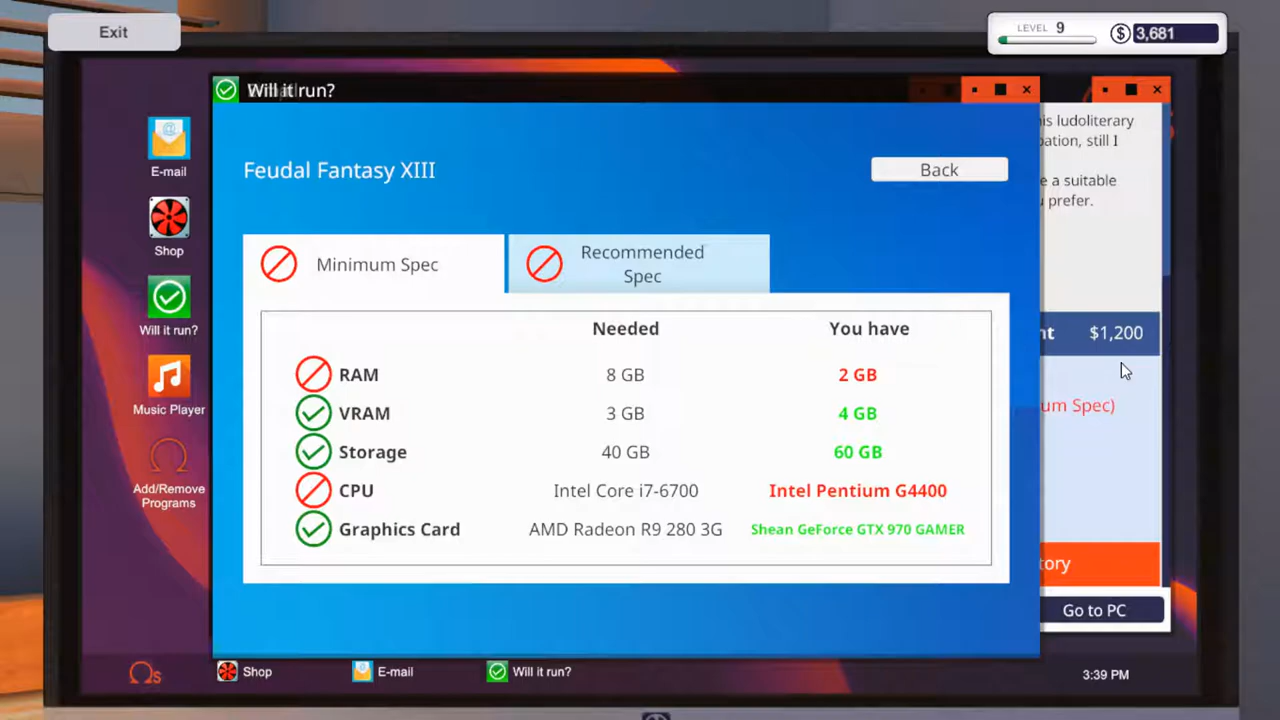 Exit
LEVEL 9
$ 3,681
Will it run?
E-mail
Shop
Will it run?
Music Player
Add/Remove
Programs
Feudal Fantasy XIII
Back
Minimum Spec
Recommended
Spec
Needed
You have
RAM
8 GB
2 GB
VRAM
3 GB
4 GB
Storage
40 GB
60 GB
CPU
Intel Core i7-6700
Intel Pentium G4400
Graphics Card
AMD Radeon R9 280 3G
Shean GeForce GTX 970 GAMER
his ludoliterary
pation, still I
e a suitable
u prefer.
nt $1,200
um Spec)
tory
Go to PC
Shop
E-mail
Will it run?
3:39 PM